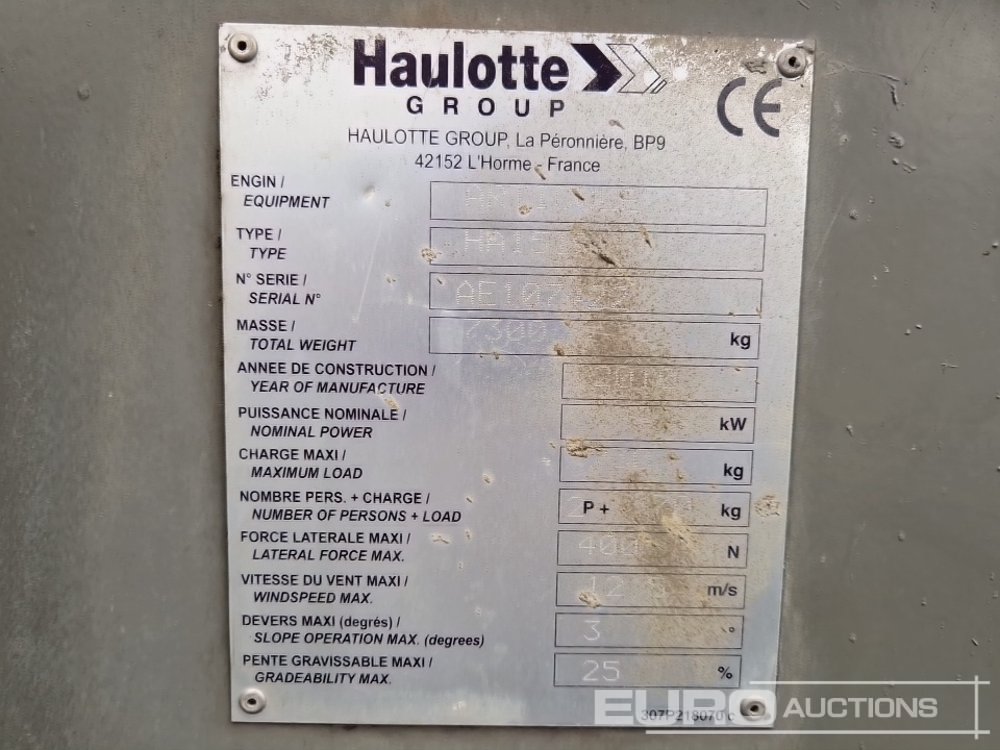 Haulotte
GROUP
CE
HAULOTTE GROUP, La Péronnière, BP9
42152 L'Horme - France
ENGIN /
EQUIPMENT
TYPE /
TYPE
N° SERIE /
SERIAL N°
MASSE /
TOTAL WEIGHT
7300
kg
ANNEE DE CONSTRUCTION /
YEAR OF MANUFACTURE
PUISSANCE NOMINALE /
NOMINAL POWER
kW
CHARGE MAXI /
MAXIMUM LOAD
kg
NOMBRE PERS. + CHARGE /
NUMBER OF PERSONS + LOAD
P +
kg
FORCE LATERALE MAXI /
LATERAL FORCE MAX.
400
N
VITESSE DU VENT MAXI /
WINDSPEED MAX.
12
m/s
DEVERS MAXI (degrés) /
SLOPE OPERATION MAX. (degrees)
3
°
PENTE GRAVISSABLE MAXI /
GRADEABILITY MAX.
25
%
EURO AUCTIONS